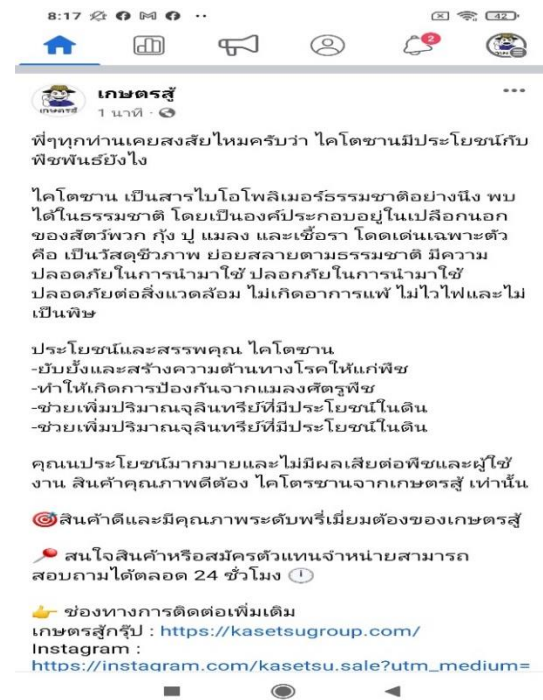 8:17
42
2
เกษตรสู้
1 นาที ·
พี่ๆทุกท่านเคยสงสัยไหมครับว่า ไคโตซานมีประโยชน์กับ
พืชพันธ์ยังไง
ไคโตซาน เป็นสารไบโอโพลิเมอร์ธรรมชาติอย่างนึง พบ
ได้ในธรรมชาติ โดยเป็นองค์ประกอบอยู่ในเปลือกนอก
ของสัตว์พวก กุ้ง ปู แมลง และเชื้อรา โดดเด่นเฉพาะตัว
คือ เป็นวัสดุชีวภาพ ย่อยสลายตามธรรมชาติ มีความ
ปลอดภัยในการนำมาใช้ ปลอกภัยในการนำมาใช้
ปลอดภัยต่อสิ่งแวดล้อม ไม่เกิดอาการแพ้ ไม่ไวไฟและไม่
เป็นพิษ
ประโยชน์และสรรพคุณ ไคโตซาน
-ยับยั้งและสร้างความต้านทางโรคให้แก่พืช
-ทำให้เกิดการป้องกันจากแมลงศัตรูพืช
-ช่วยเพิ่มปริมาณจุลินทรีย์ที่มีประโยชน์ในดิน
-ช่วยเพิ่มปริมาณจุลินทรีย์ที่มีประโยชน์ในดิน
คุณนประโยชน์มากมายและไม่มีผลเสียต่อพืชและผู้ใช้
งาน สินค้าคุณภาพดีต้อง ไคโตรซานจากเกษตรสู้ เท่านั้น
🎯สินค้าดีและมีคุณภาพระดับพรี่เมี่ยมต้องของเกษตรสู้
📍 สนใจสินค้าหรือสมัครตัวแทนจำหน่ายสามารถ
สอบถามได้ตลอด 24 ชั่วโมง 🕛
👉 ช่องทางการติดต่อเพิ่มเติม
เกษตรสู้กรุ๊ป : https://kasetsugroup.com/
Instagram :
https://instagram.com/kasetsu.sale?utm_medium=